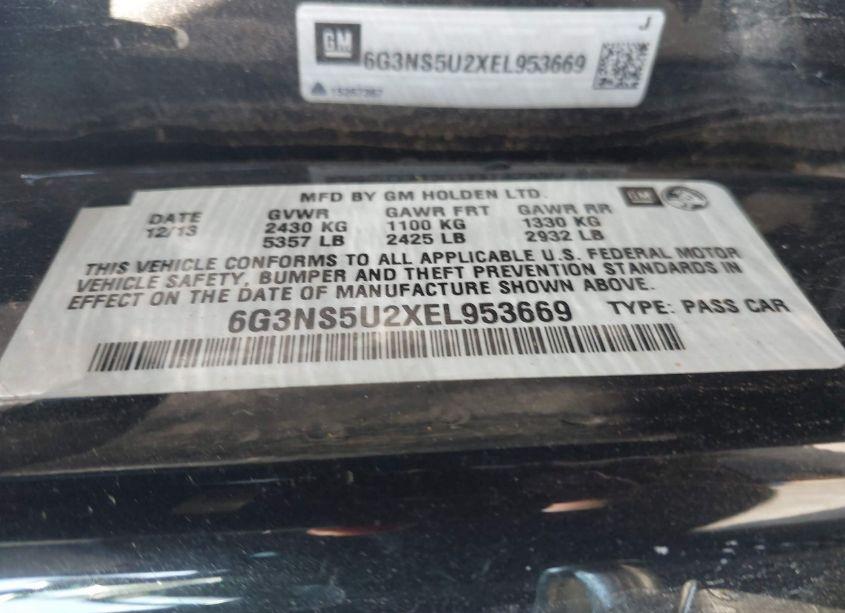 J
GM
6G3NS5U2XEL953669
MFD BY GM HOLDEN LTD.
GM
DATE GVWR GAWR FRT GAWR RR
12/13 2430 KG 1100 KG 1330 KG
5357 LB 2425 LB 2932 LB
THIS VEHICLE CONFORMS TO ALL APPLICABLE U.S. FEDERAL MOTOR
VEHICLE SAFETY, BUMPER AND THEFT PREVENTION STANDARDS IN
EFFECT ON THE DATE OF MANUFACTURE SHOWN ABOVE.
6G3NS5U2XEL953669 TYPE: PASS CAR